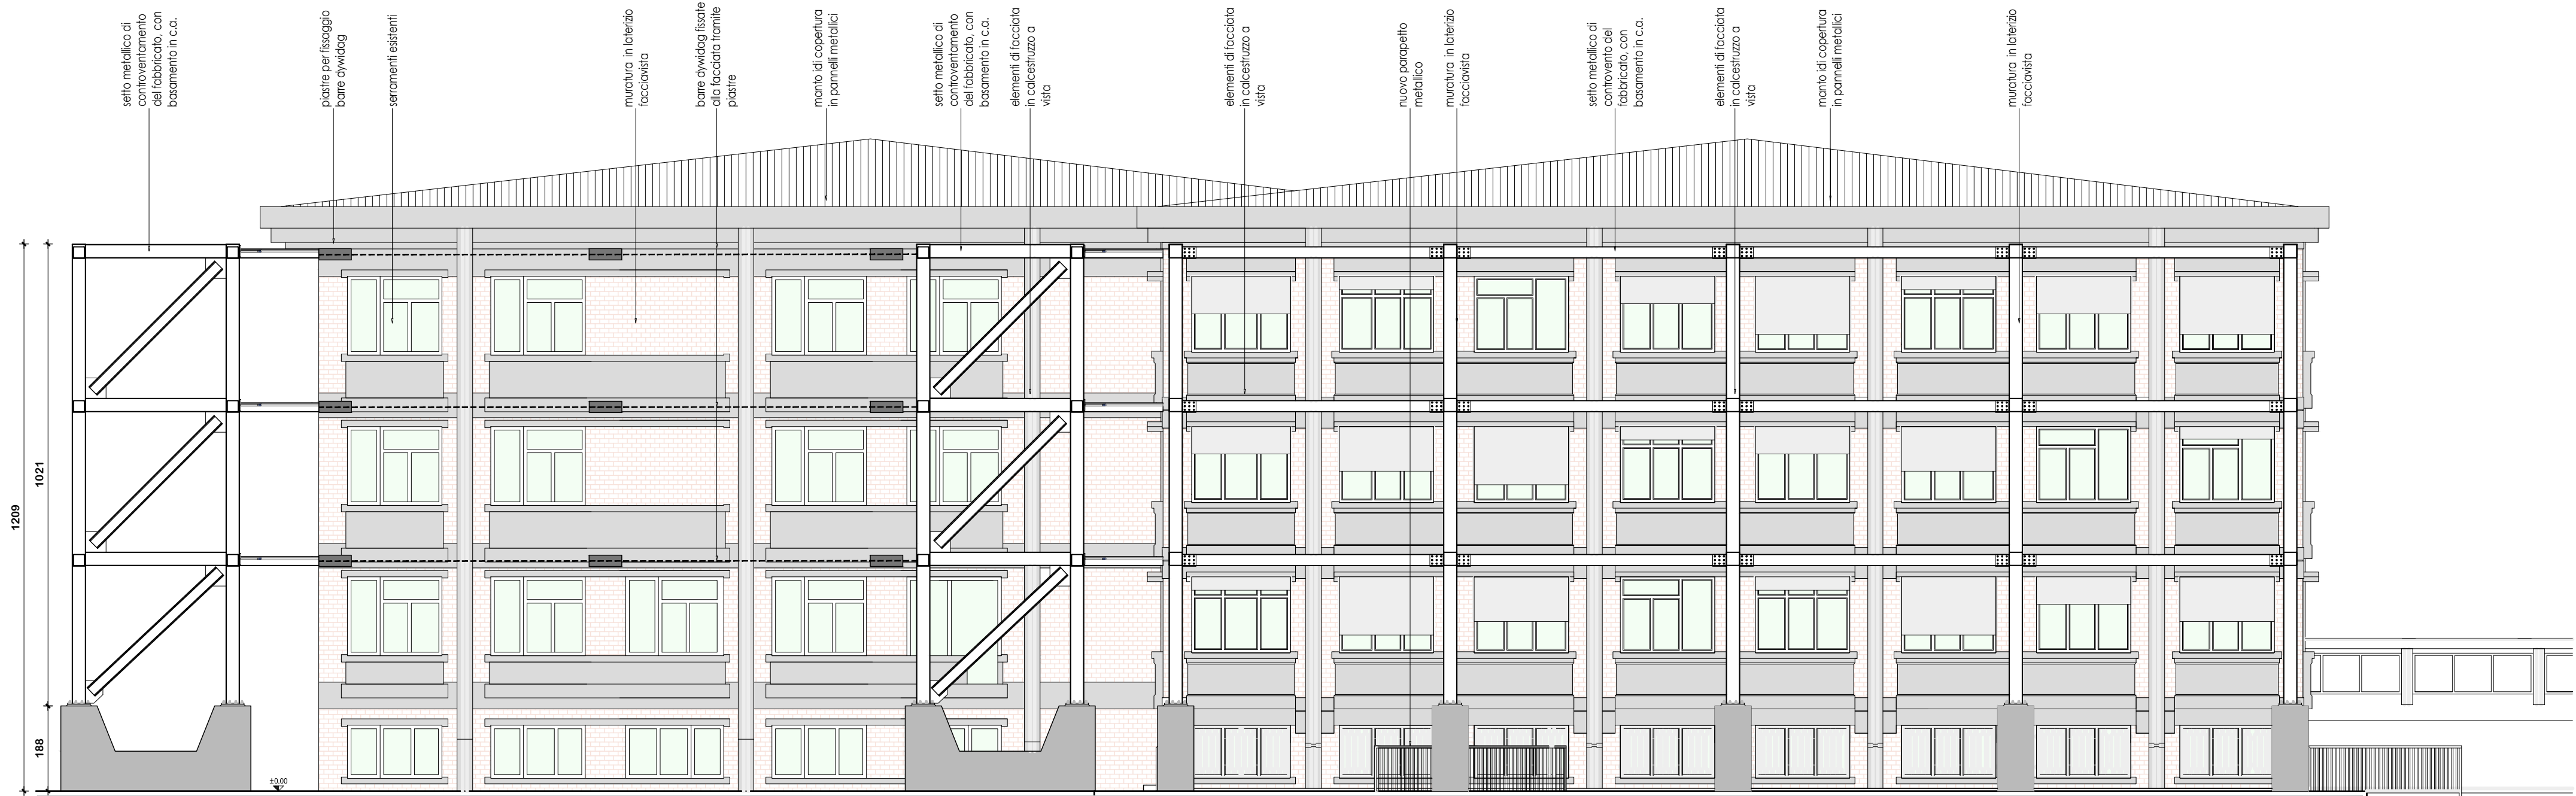 setto metallico di
controventamento
del fabbricato, con
basamento in c.a.
piastre per fissaggio
barre dywidag
serramenti esistenti
muratura in laterizio
facciavista
barre dywidag fissate
alla facciata tramite
piastre
manto idi copertura
in pannelli metallici
setto metallico di
controventamento
del fabbricato, con
basamento in c.a.
elementi di facciata
in calcestruzzo a
vista
elementi di facciata
in calcestruzzo a
vista
nuovo parapetto
metallico
muratura in laterizio
facciavista
setto metallico di
controvento del
fabbricato, con
basamento in c.a.
elementi di facciata
in calcestruzzo a
vista
manto idi copertura
in pannelli metallici
muratura in laterizio
facciavista
1209
1021
188
±0.00